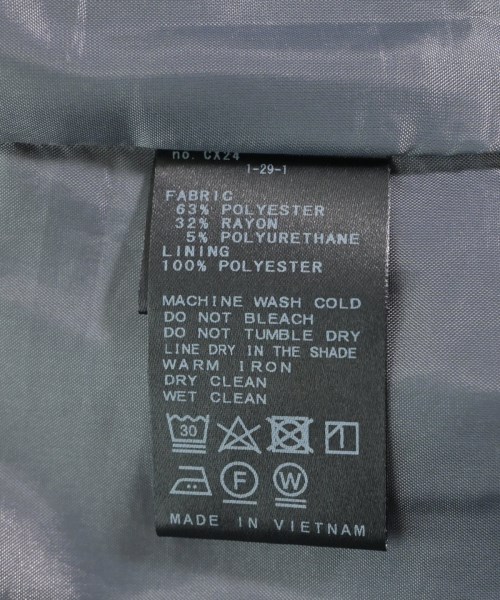 no. CX24
1-29-1
FABRIC
63% POLYESTER
32% RAYON
5% POLYURETHANE
LINING
100% POLYESTER
MACHINE WASH COLD
DO NOT BLEACH
DO NOT TUMBLE DRY
LINE DRY IN THE SHADE
WARM IRON
DRY CLEAN
WET CLEAN
30
F W
MADE IN VIETNAM